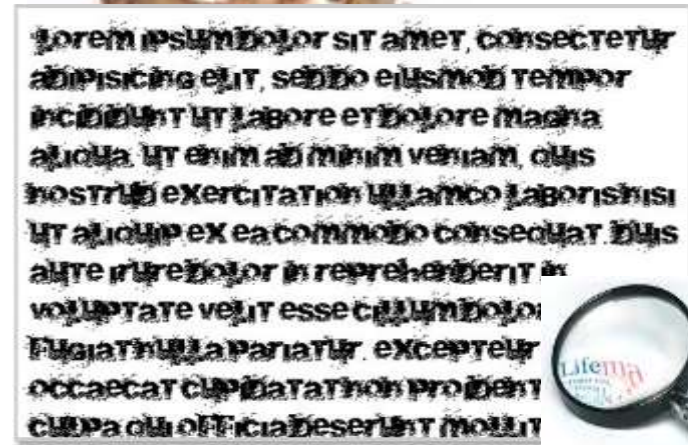 Lorem ipsum dolor sit amet, consectetur
adipisicing elit, sed do eiusmod tempor
incididunt ut labore et dolore magna
aliqua. Ut enim ad minim veniam, quis
nostrud exercitation ullamco laboris nisi
ut aliquip ex ea commodo consequat. Duis
aute irure dolor in reprehenderit in
voluptate velit esse cillum dolor
fugiat nulla pariatur. Excepteur
occaecat cupidatat non proident
culpa qui officia deserunt mollit
Lifema